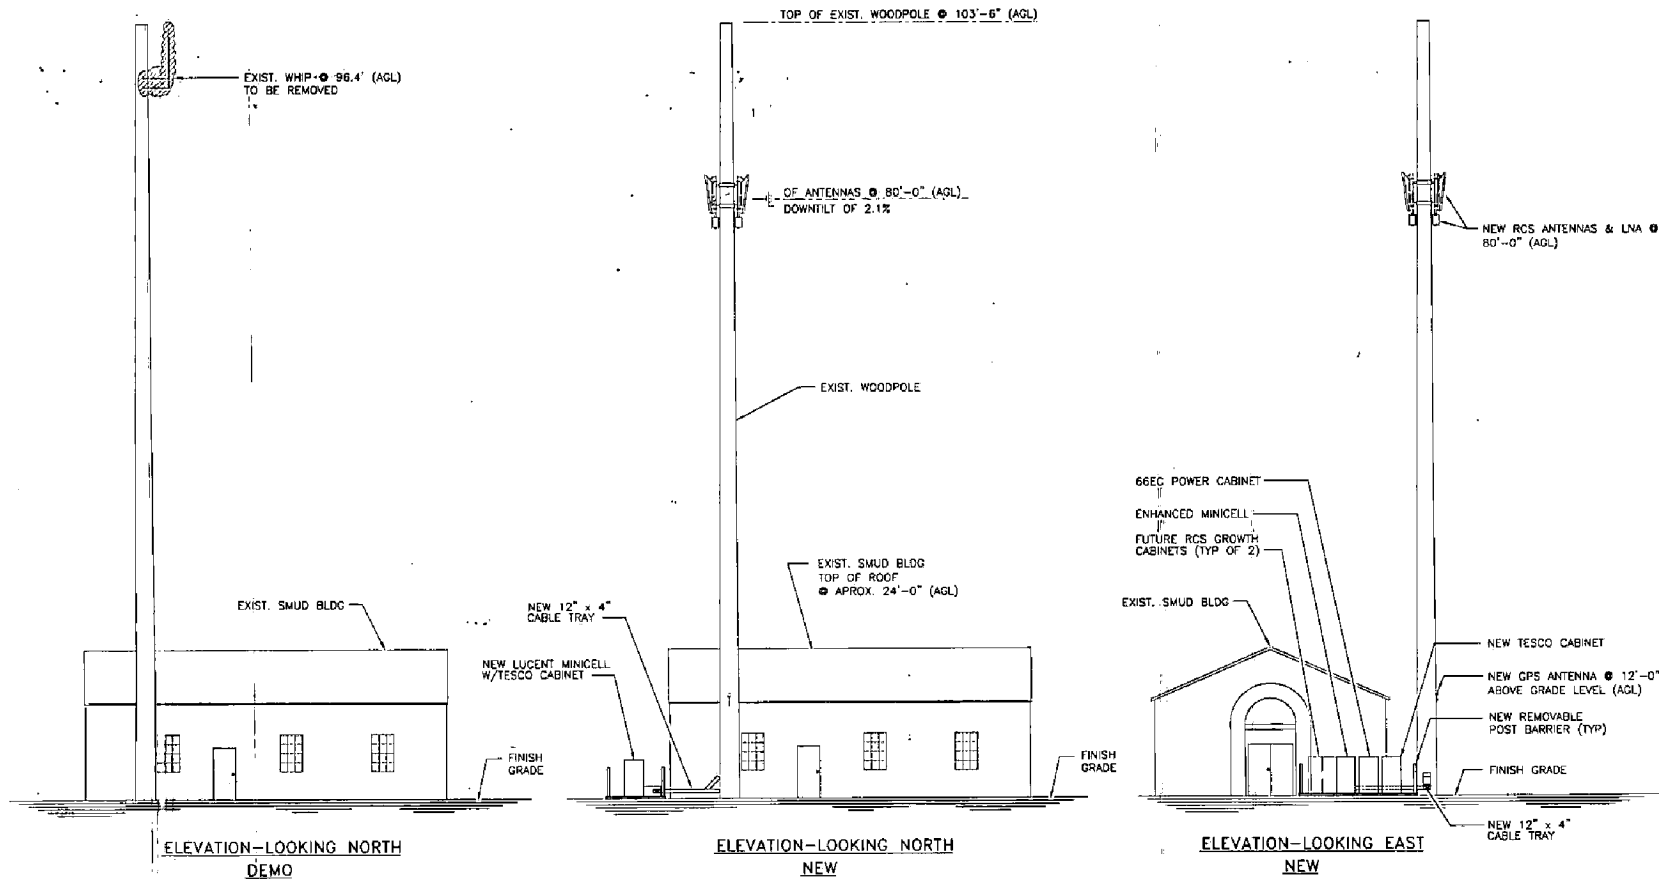 EXIST. WHIP @ 96.4' (AGL)
TO BE REMOVED
EXIST. SMUD BLDG
FINISH
GRADE
ELEVATION-LOOKING NORTH
DEMO
TOP OF EXIST. WOODPOLE @ 103'-6" (AGL)
OF ANTENNAS @ 80'-0" (AGL)
DOWNTILT OF 2.1%
EXIST. WOODPOLE
EXIST. SMUD BLDG
TOP OF ROOF
@ APROX. 24'-0" (AGL)
NEW 12" x 4"
CABLE TRAY
NEW LUCENT MINICELL
W/TESCO CABINET
FINISH
GRADE
ELEVATION-LOOKING NORTH
NEW
NEW RCS ANTENNAS & LNA @
80'-0" (AGL)
66EC POWER CABINET
ENHANCED MINICELL
FUTURE RCS GROWTH
CABINETS (TYP OF 2)
EXIST. SMUD BLDG
NEW TESCO CABINET
NEW GPS ANTENNA @ 12'-0"
ABOVE GRADE LEVEL (AGL)
NEW REMOVABLE
POST BARRIER (TYP)
FINISH GRADE
NEW 12" x 4"
CABLE TRAY
ELEVATION-LOOKING EAST
NEW